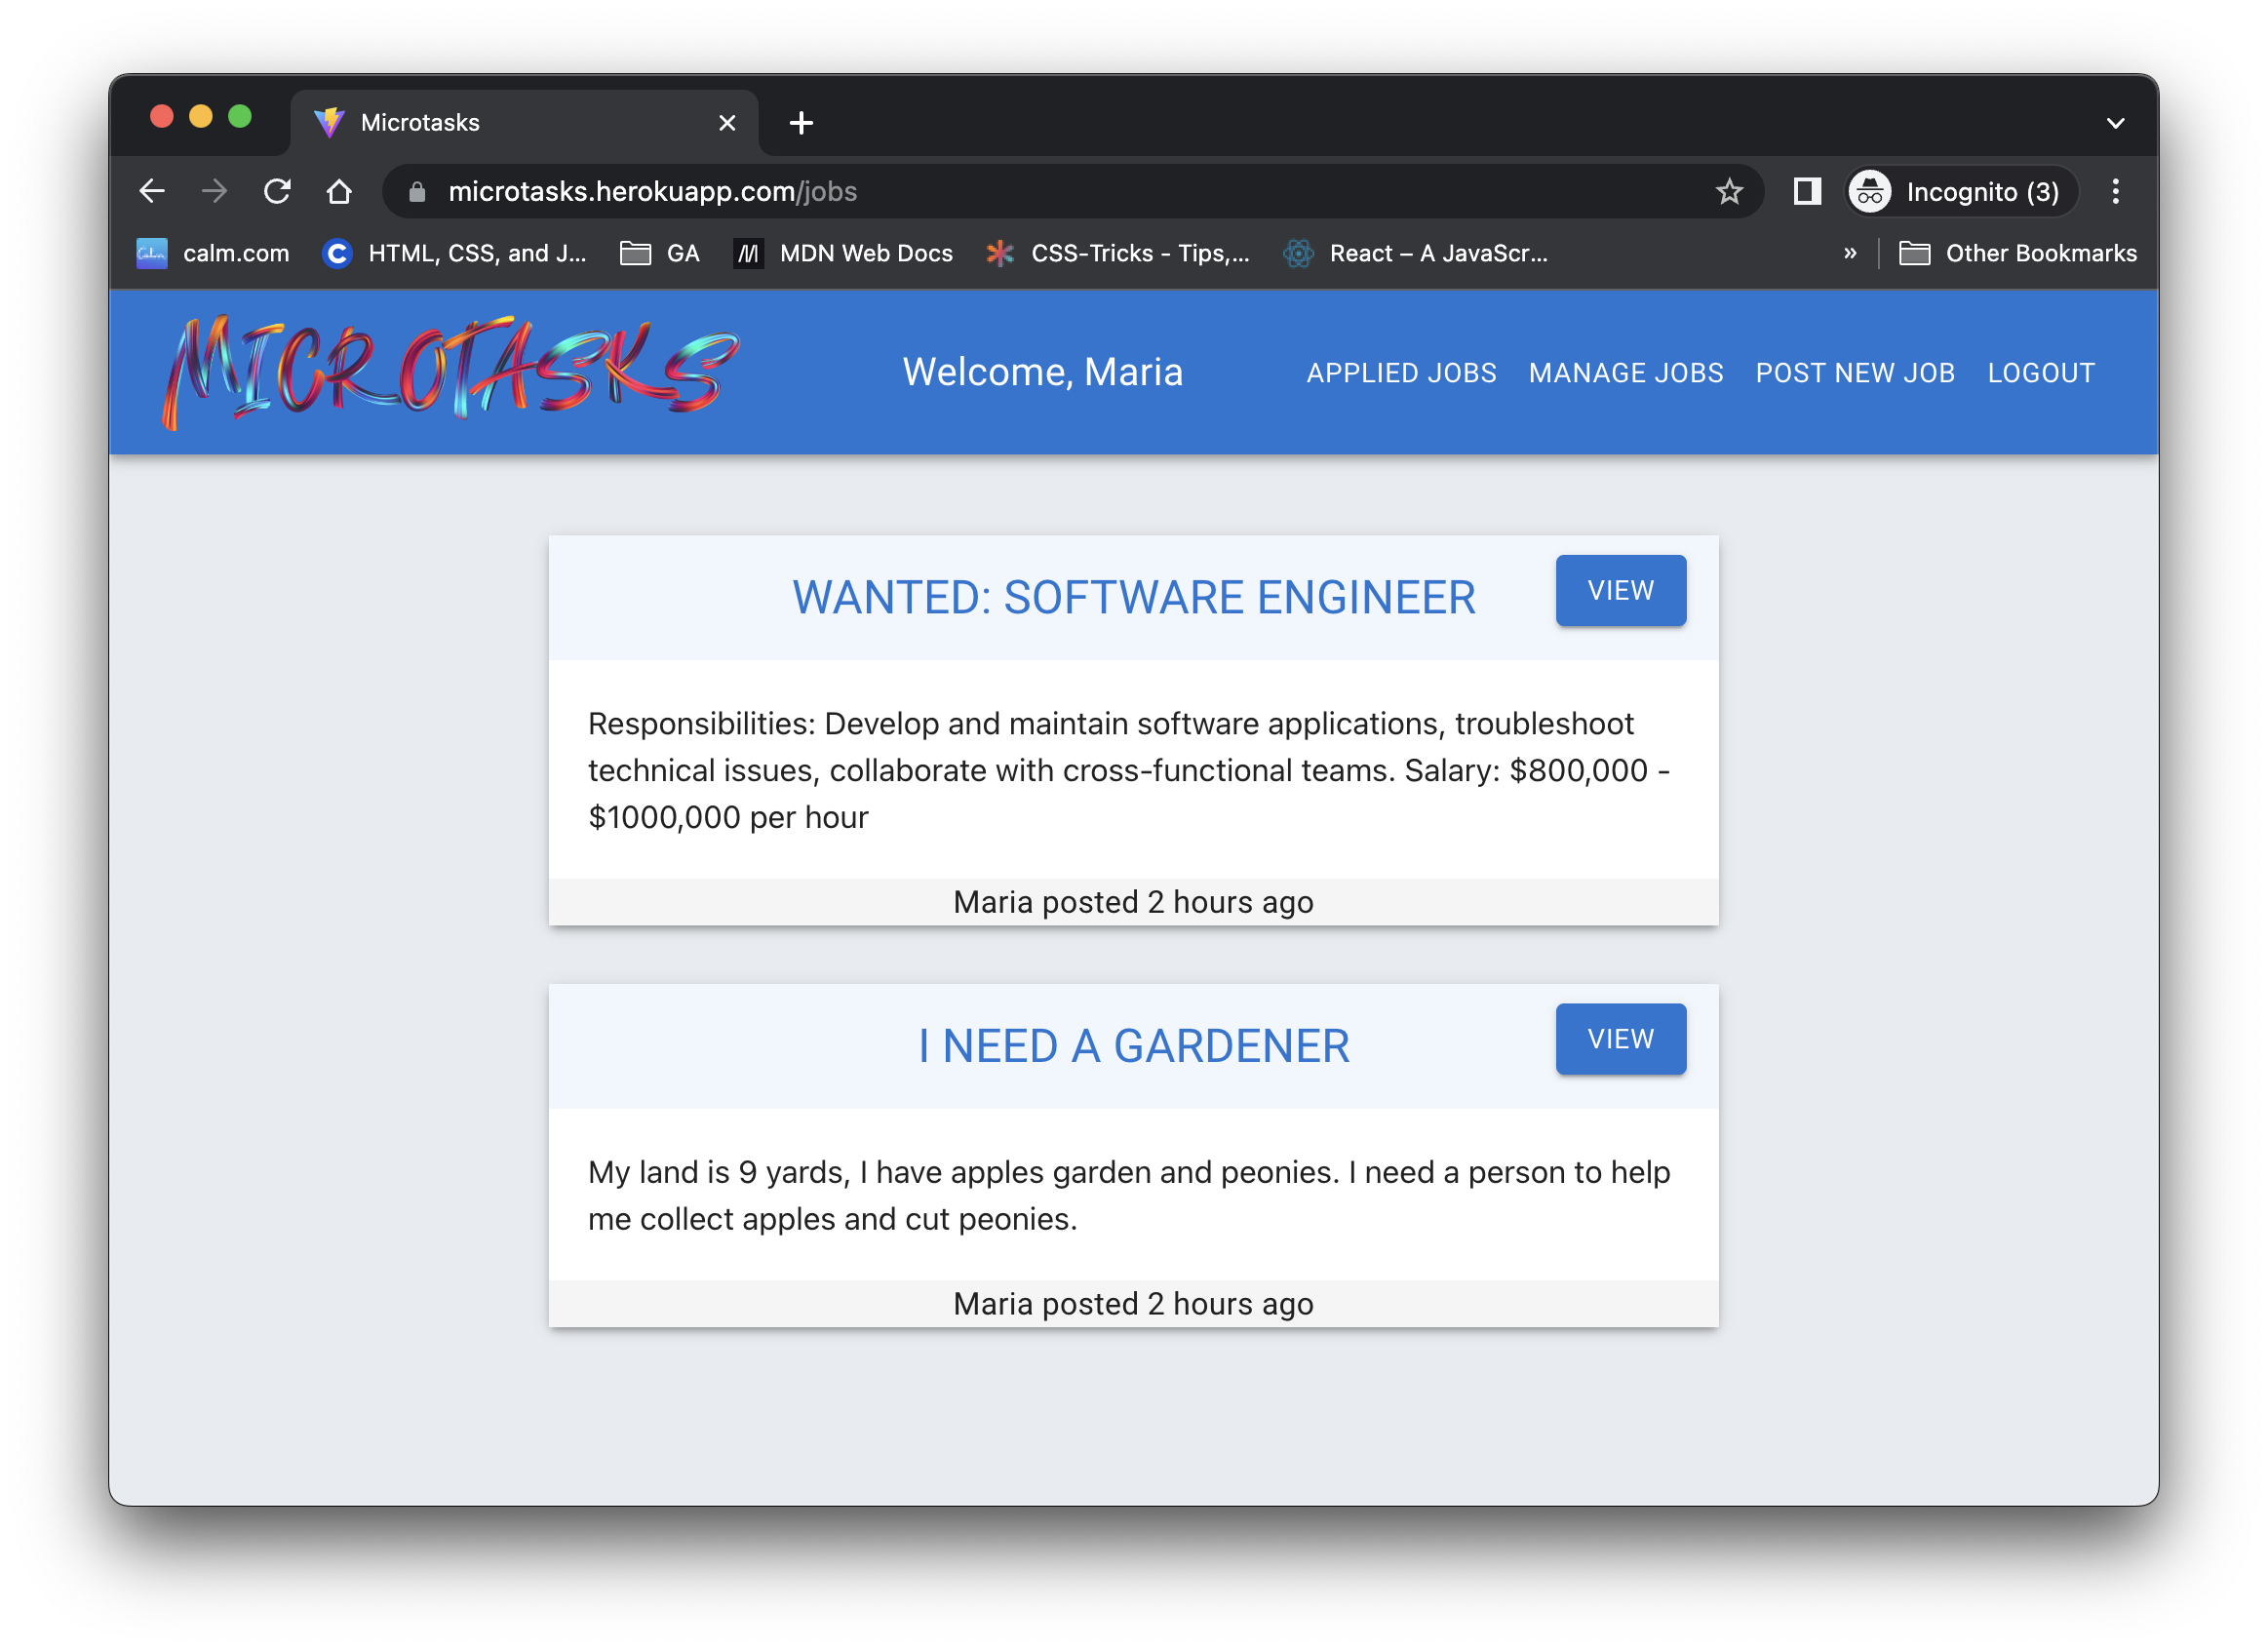 Microtasks
microtasks.herokuapp.com/jobs
Incognito (3)
calm.com
HTML, CSS, and J...
GA
MDN Web Docs
CSS-Tricks - Tips,...
React – A JavaScr...
»
Other Bookmarks
MICROTASKS
Welcome, Maria
APPLIED JOBS
MANAGE JOBS
POST NEW JOB
LOGOUT
WANTED: SOFTWARE ENGINEER
VIEW
Responsibilities: Develop and maintain software applications, troubleshoot
technical issues, collaborate with cross-functional teams. Salary: $800,000 -
$1000,000 per hour
Maria posted 2 hours ago
I NEED A GARDENER
VIEW
My land is 9 yards, I have apples garden and peonies. I need a person to help
me collect apples and cut peonies.
Maria posted 2 hours ago